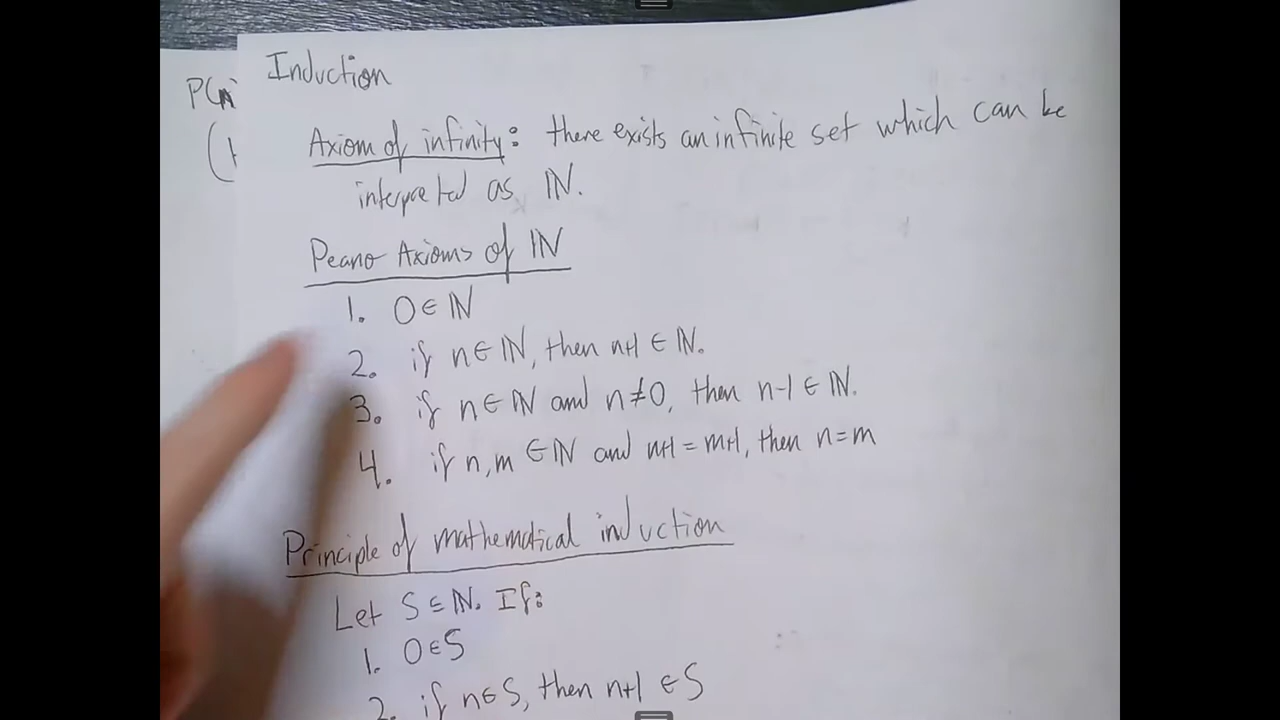 Induction
P(n
(
Axiom of infinity: there exists an infinite set which can be
interpreted as ℕ.
Peano Axioms of ℕ
1. 0 ∈ ℕ
2. if n ∈ ℕ, then n+1 ∈ ℕ.
3. if n ∈ ℕ and n ≠ 0, then n-1 ∈ ℕ.
4. if n, m ∈ ℕ and n+1 = m+1, then n = m
Principle of mathematical induction
Let S ⊆ ℕ. If:
1. 0 ∈ S
2. if n ∈ S, then n+1 ∈ S